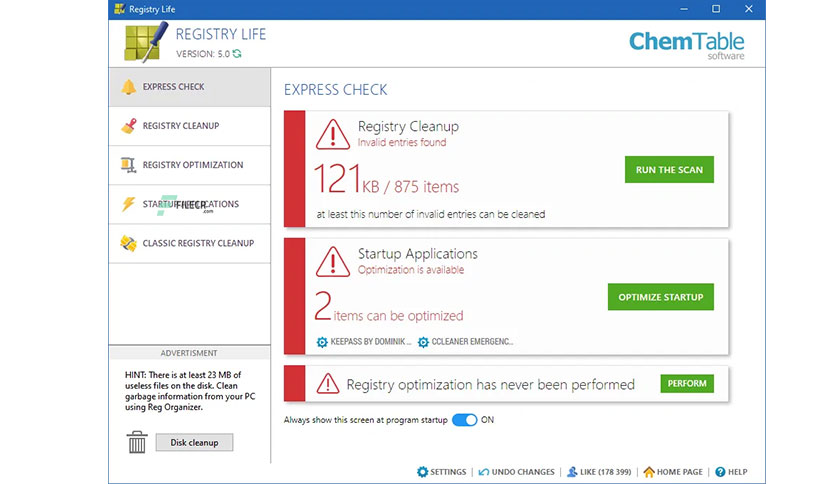 Registry Life
REGISTRY LIFE
VERSION: 5.0
ChemTable
software
EXPRESS CHECK
REGISTRY CLEANUP
REGISTRY OPTIMIZATION
STARTUP APPLICATIONS
FILECR
.com
CLASSIC REGISTRY CLEANUP
ADVERTISMENT
HINT: There is at least 23 MB of
useless files on the disk. Clean
garbage information from your PC
using Reg Organizer.
Disk cleanup
EXPRESS CHECK
Registry Cleanup
Invalid entries found
121 KB / 875 items
at least this number of invalid entries can be cleaned
RUN THE SCAN
Startup Applications
Optimization is available
2 items can be optimized
KEEPASS BY DOMINIK ... CCLEANER EMERGENC...
OPTIMIZE STARTUP
Registry optimization has never been performed
PERFORM
Always show this screen at program startup ON
SETTINGS | UNDO CHANGES | LIKE (178 399) | HOME PAGE | HELP